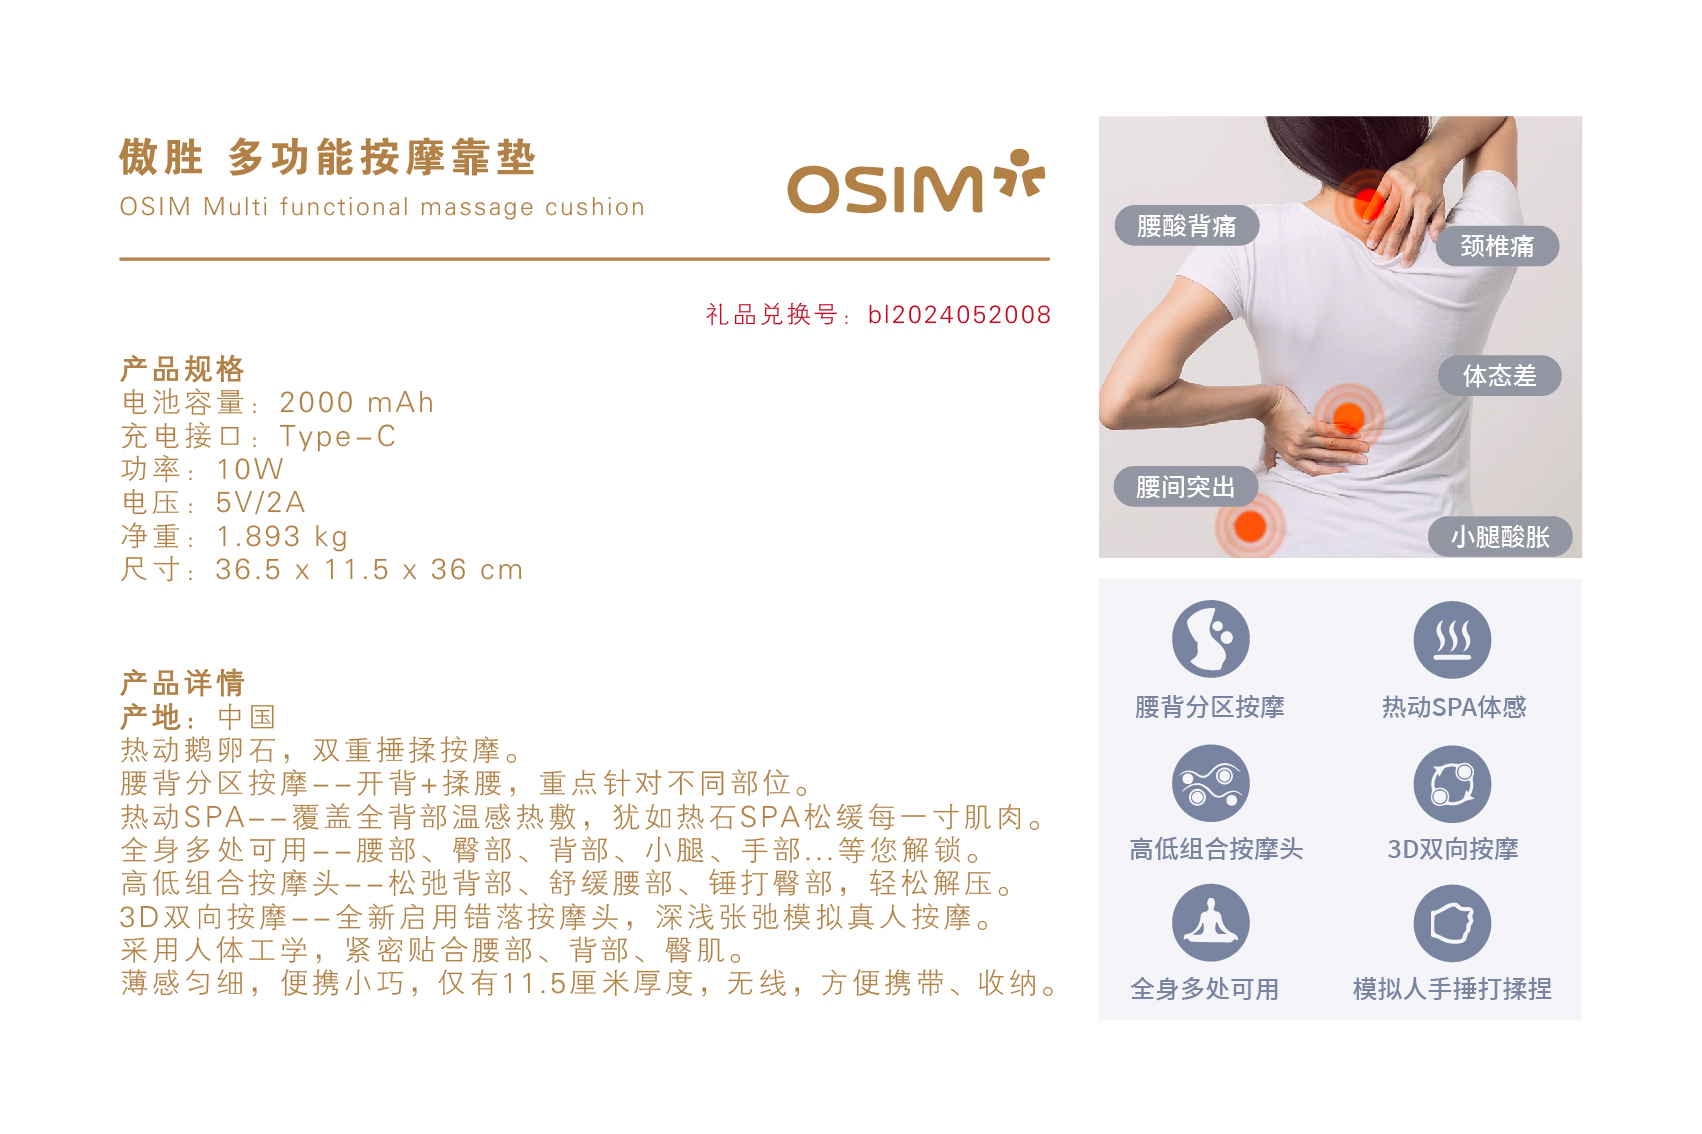 傲胜 多功能按摩靠垫
OSIM Multi functional massage cushion
OSIM
礼品兑换号：bl2024052008
产品规格
电池容量：2000 mAh
充电接口：Type-C
功率：10W
电压：5V/2A
净重：1.893 kg
尺寸：36.5 x 11.5 x 36 cm
产品详情
产地：中国
热动鹅卵石，双重捶揉按摩。
腰背分区按摩--开背+揉腰，重点针对不同部位。
热动SPA--覆盖全背部温感热敷，犹如热石SPA松缓每一寸肌肉。
全身多处可用--腰部、臀部、背部、小腿、手部...等您解锁。
高低组合按摩头--松弛背部、舒缓腰部、锤打臀部，轻松解压。
3D双向按摩--全新启用错落按摩头，深浅张弛模拟真人按摩。
采用人体工学，紧密贴合腰部、背部、臀肌。
薄感匀细，便携小巧，仅有11.5厘米厚度，无线，方便携带、收纳。
腰酸背痛
颈椎痛
体态差
腰间突出
小腿酸胀
腰背分区按摩
热动SPA体感
高低组合按摩头
3D双向按摩
全身多处可用
模拟人手捶打揉捏